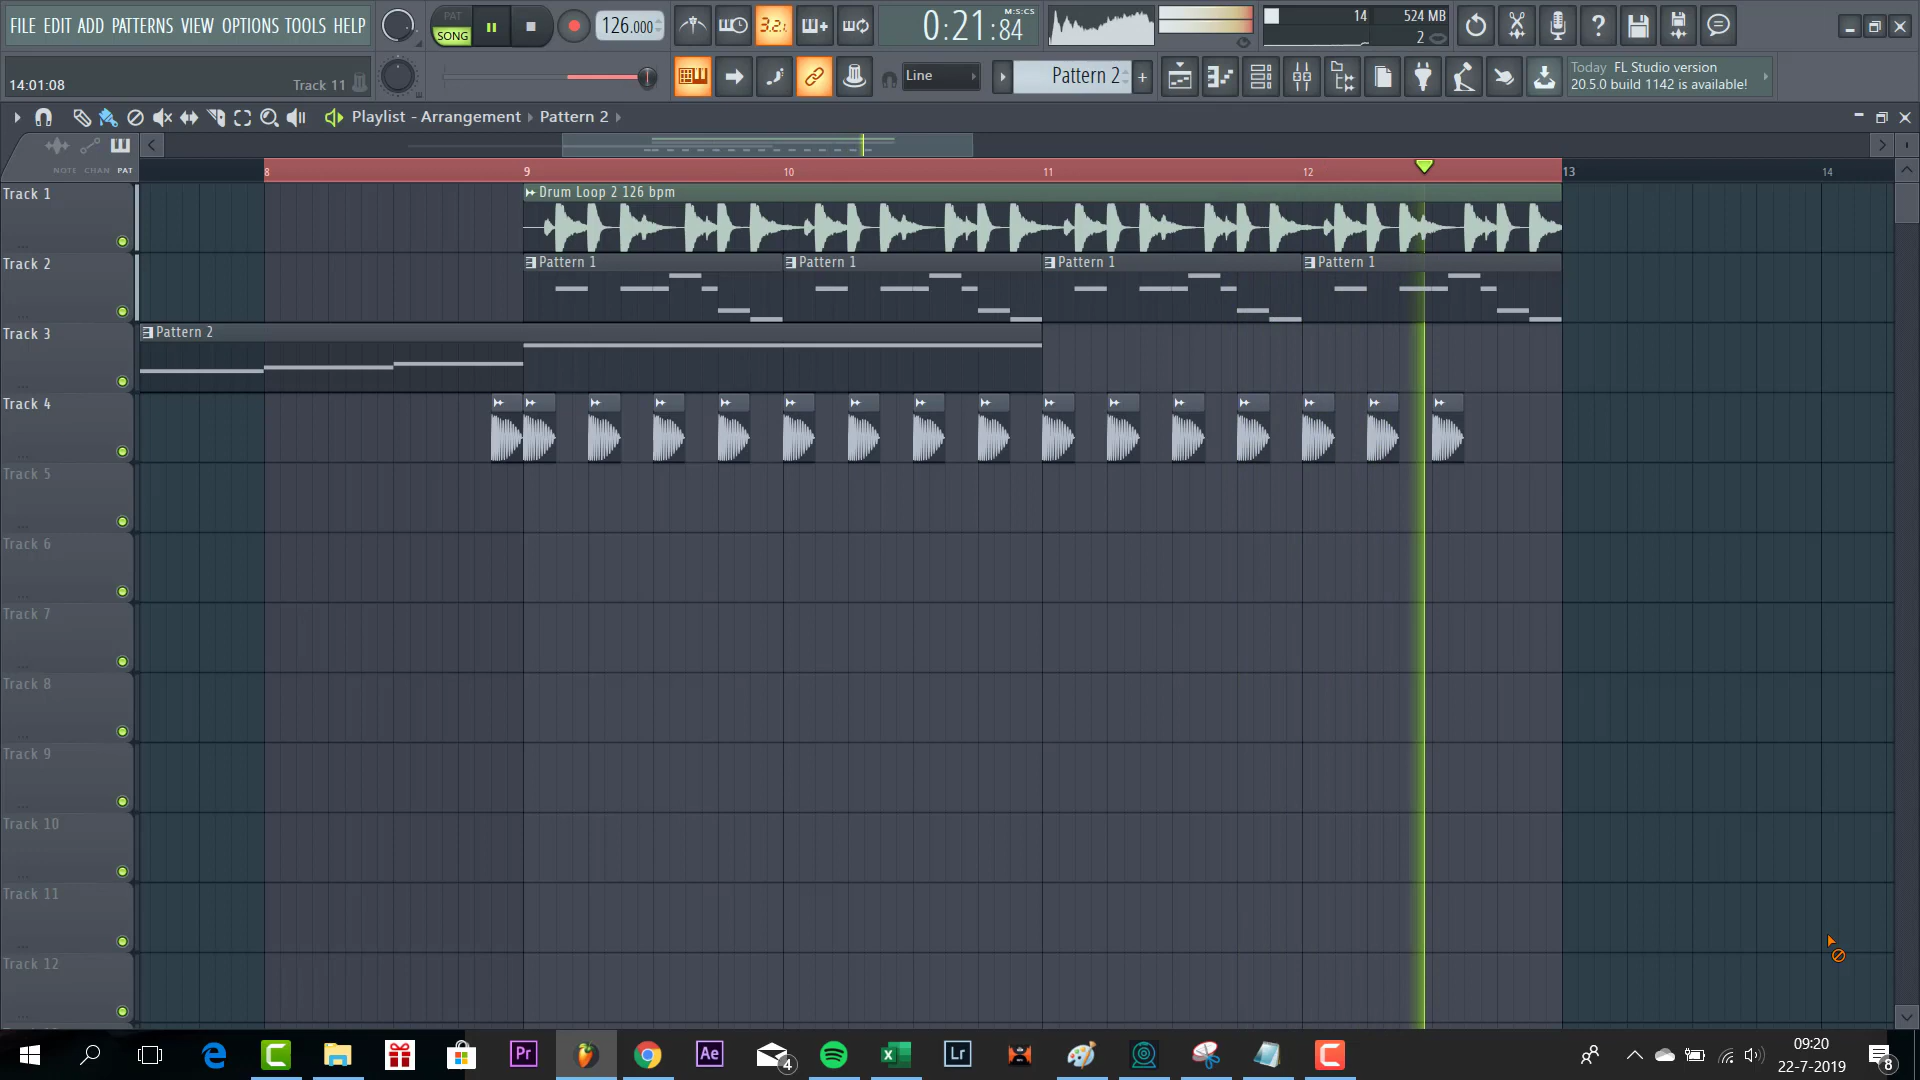 FILE EDIT ADD PATTERNS VIEW OPTIONS TOOLS HELP
PAT
SONG
126.000
3.2.
M:S:CS
0:21:84
14
524 MB
2
14:01:08
Track 11
Line
Pattern 2
+
Today FL Studio version
20.5.0 build 1142 is available!
Playlist - Arrangement › Pattern 2 ›
NOTE CHAN PAT
8
9
10
11
12
13
14
Track 1
Drum Loop 2 126 bpm
Track 2
Pattern 1
Pattern 1
Pattern 1
Pattern 1
Track 3
Pattern 2
Track 4
Track 5
Track 6
Track 7
Track 8
Track 9
Track 10
Track 11
Track 12
Pr
Ae
4
Lr
09:20
22-7-2019
8